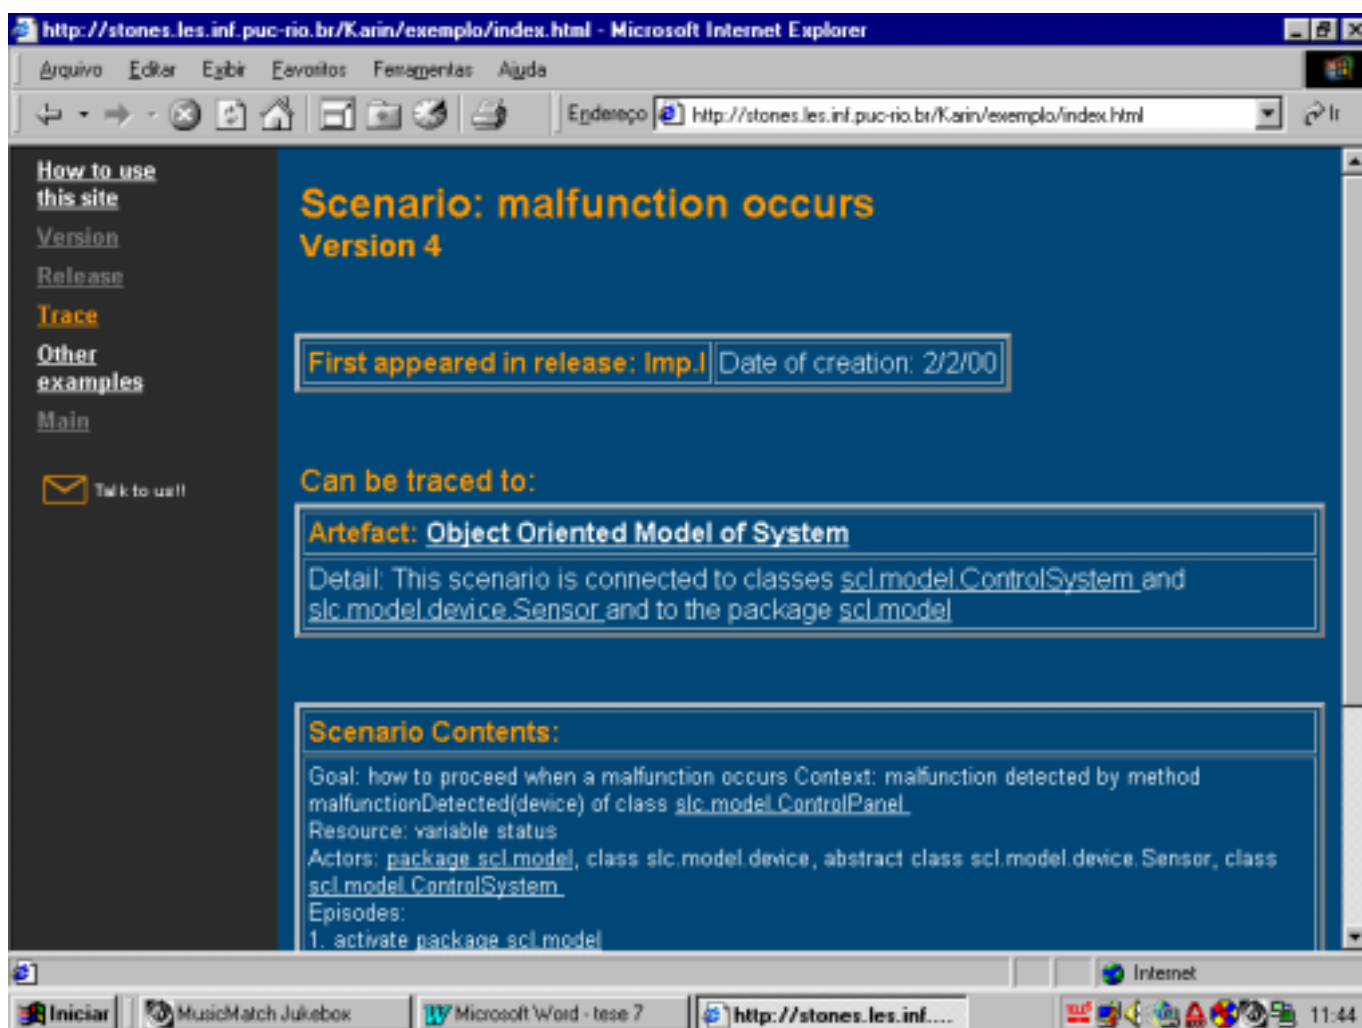 http://stones.les.inf.puc-rio.br/Karin/exemplo/index.html - Microsoft Internet Explorer
Arquivo Editar Exibir Favoritos Ferramentas Ajuda
Endereço http://stones.les.inf.puc-rio.br/Karin/exemplo/index.html Ir
How to use
this site
Version
Release
Trace
Other
examples
Main
Talk to us!!
Scenario: malfunction occurs
Version 4
First appeared in release: Imp.I Date of creation: 2/2/00
Can be traced to:
Artefact: Object Oriented Model of System
Detail: This scenario is connected to classes scl.model.ControlSystem and
slc.model.device.Sensor and to the package scl.model
Scenario Contents:
Goal: how to proceed when a malfunction occurs Context: malfunction detected by method
malfunctionDetected(device) of class slc.model.ControlPanel
Resource: variable status
Actors: package scl.model, class slc.model.device, abstract class scl.model.device.Sensor, class
scl.model.ControlSystem
Episodes:
1. activate package scl.model
Internet
Iniciar MusicMatch Jukebox Microsoft Word - tese 7 http://stones.les.inf.... 11:44